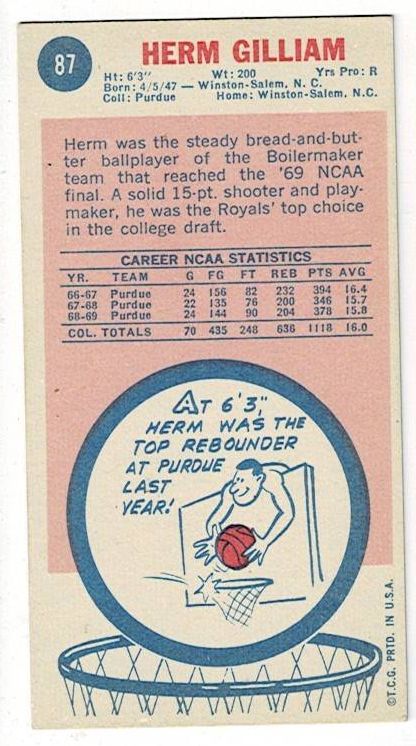 87
HERM GILLIAM
Ht: 6'3" Wt: 200 Yrs Pro: R
Born: 4/5/47 — Winston-Salem, N. C.
Coll: Purdue Home: Winston-Salem, N.C.
Herm was the steady bread-and-but-
ter ballplayer of the Boilermaker
team that reached the '69 NCAA
final. A solid 15-pt. shooter and play-
maker, he was the Royals' top choice
in the college draft.
CAREER NCAA STATISTICS
YR. TEAM G FG FT REB PTS AVG
66-67 Purdue 24 156 82 232 394 16.4
67-68 Purdue 22 135 76 200 346 15.7
68-69 Purdue 24 144 90 204 378 15.8
COL. TOTALS 70 435 248 636 1118 16.0
AT 6'3,"
HERM WAS THE
TOP REBOUNDER
AT PURDUE
LAST
YEAR!
©T.C.G. PRTD. IN U.S.A.